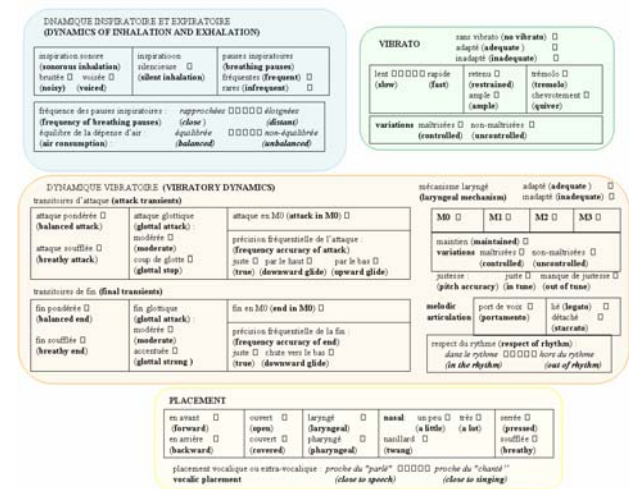 DNAMIQUE INSPIRATOIRE ET EXPIRATOIRE
(DYNAMICS OF INHALATION AND EXHALATION)
inspiration sonore
(sonorous inhalation)
bruitée □ voisée □
(noisy) (voiced)
inspiratioon
silencieuse □
(silent inhalation)
pauses inspiratoires
(breathing pauses)
fréquentes (frequent) □
rares (infrequent) □
fréquence des pauses inspiratoires : rapprochées □□□□□ éloignées
(frequency of breathing pauses) (close ) (distant)
équilibre de la dépense d'air : équilibrée □□□□□ non-équilibrée
(air consumption) (balanced) (unbalanced)
VIBRATO
sans vibrato (no vibrato) □
adapté (adequate ) □
inadapté (inadequate) □
lent □□□□□ rapide
(slow) (fast)
retenu □
(restrained)
ample □
(ample)
trémolo □
(tremolo)
chevrotement □
(quiver)
variations maîtrisées □ non-maîtrisées □
(controlled) (uncontrolled)
DYNAMIQUE VIBRATOIRE (VIBRATORY DYNAMICS)
transitoires d'attaque (attack transients)
attaque pondérée □
(balanced attack)
attaque soufflée □
(breathy attack)
attaque glottique
(glottal attack) :
modérée □
(moderate)
coup de glotte □
(glottal stop)
attaque en M0 (attack in M0) □
précision fréquentielle de l'attaque :
(frequency accuracy of attack)
juste □ par le haut □ par le bas □
(true) (downward glide) (upward glide)
transitoires de fin (final transients)
fin pondérée □
(balanced end)
fin soufflée □
(breathy end)
fin glottique
(glottal attack) :
modérée □
(moderate)
accentuée □
(glottal strong )
fin en M0 (end in M0) □
précision fréquentielle de la fin :
(frequency accuracy of end)
juste □ chute vers le bas □
(true) (downward glide)
mécanisme laryngé adapté (adequate ) □
(laryngeal mechanism) inadapté (inadequate) □
M0 □ M1 □ M2 □ M3 □
maintien (maintained) □
variations maîtrisées □ non-maîtrisées □
(controlled) (uncontrolled)
justesse : juste □ manque de justesse □
(pitch accuracy) (in tune) (out of tune)
melodic
articulation
port de voix □
(portamento)
lié (legato) □
détaché □
(staccato)
respect du rythme (respect of rhythm) :
dans le rythme □□□□□ hors du rythme
(in the rhythm) (out of rhythm)
PLACEMENT
en avant □
(forward)
en arrière □
(backward)
ouvert □
(open)
couvert □
(covered)
laryngé □
(laryngeal)
pharyngé □
(pharyngeal)
nasal un peu □ très □
(a little) (a lot)
nasillard □
(twang)
serrée □
(pressed)
soufflée □
(breathy)
placement vocalique ou extra-vocalique : proche du "parlé" □□□□□ proche du "chanté"
vocalic placement (close to speech) (close to singing)